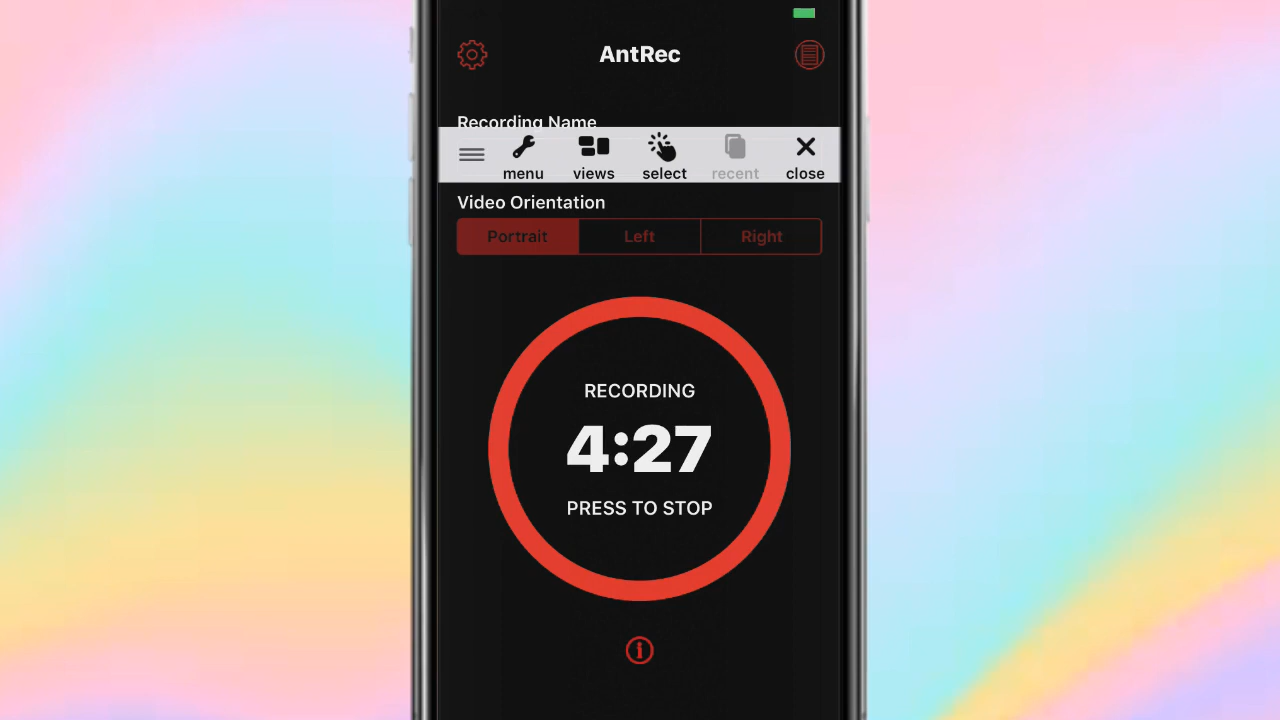 AntRec
Recording Name
menu views select recent close
Video Orientation
Portrait Left Right
RECORDING
4:27
PRESS TO STOP
i